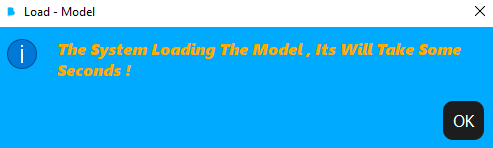 Load - Model
The System Loading The Model , Its Will Take Some
Seconds !
OK